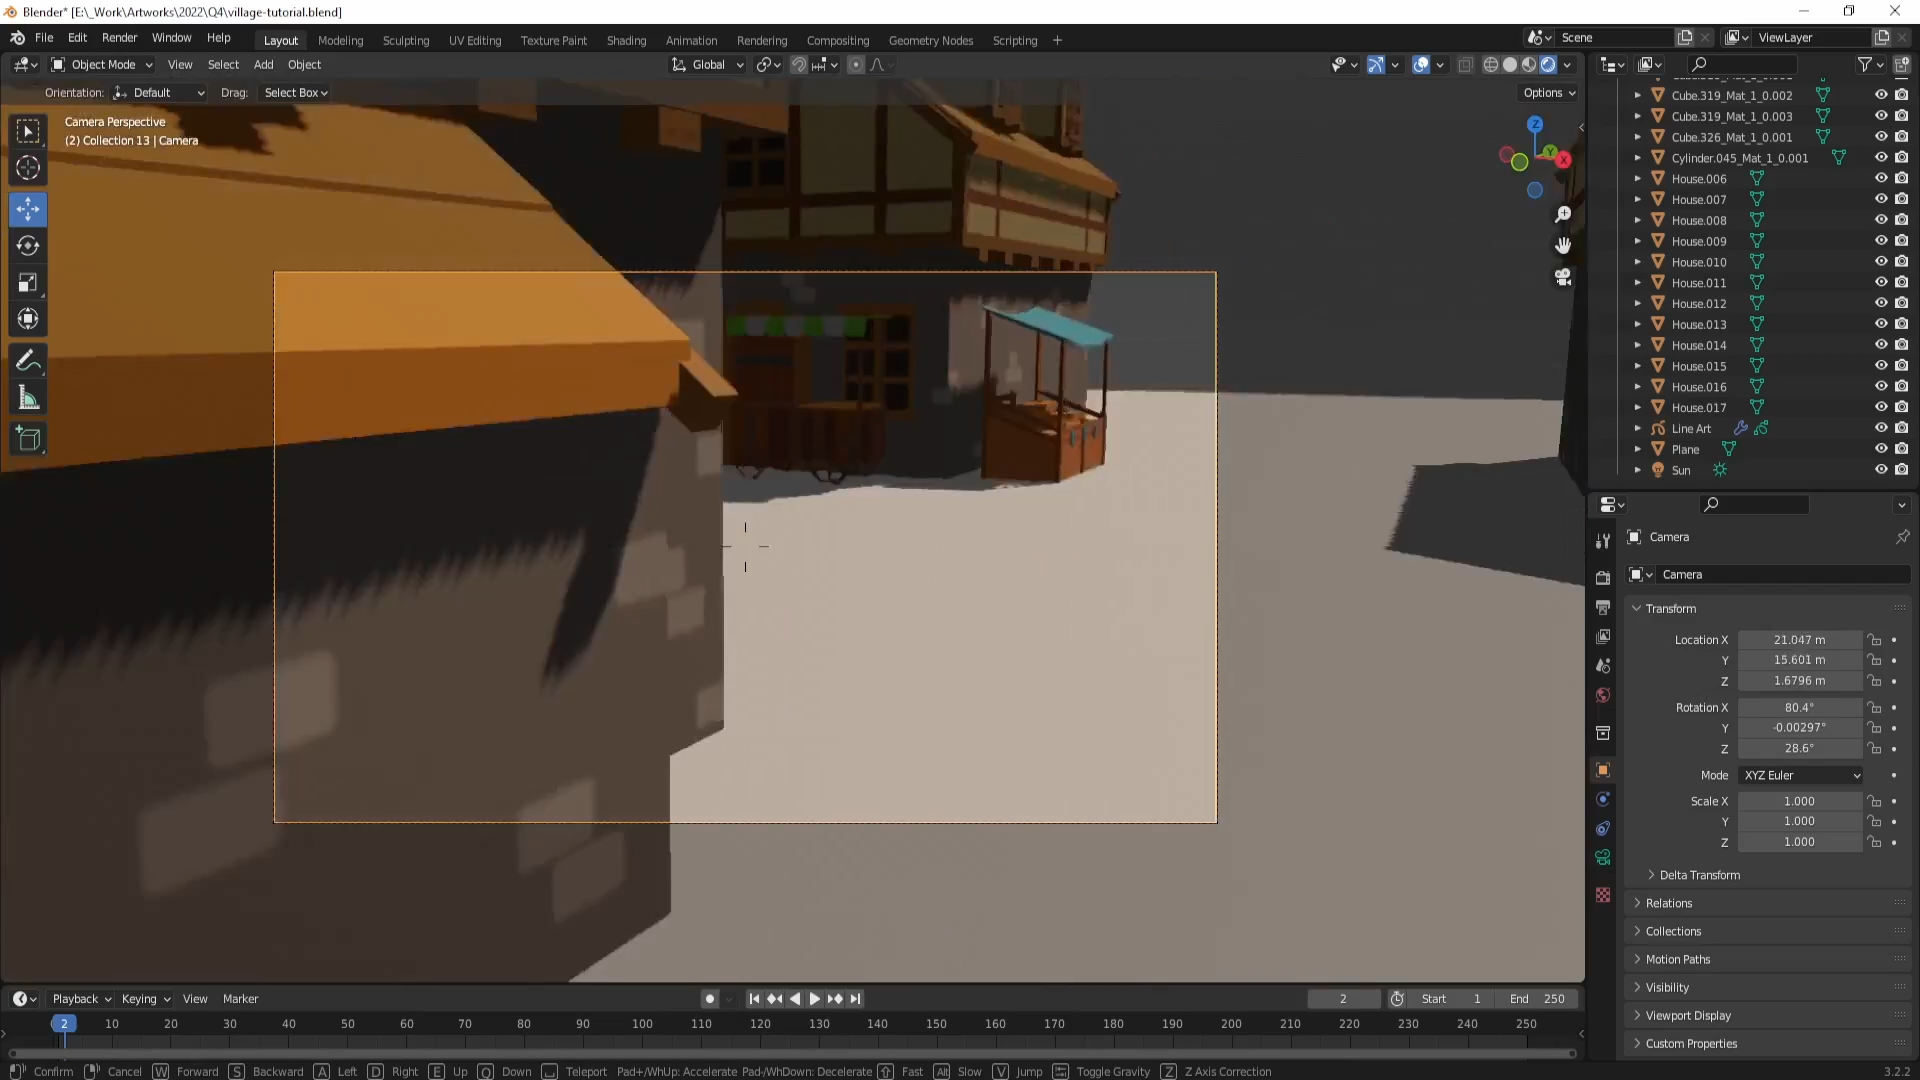 Blender* [E:\_Work\Artworks\2022\Q4\village-tutorial.blend]
File Edit Render Window Help Layout Modeling Sculpting UV Editing Texture Paint Shading Animation Rendering Compositing Geometry Nodes Scripting + Scene ViewLayer
Object Mode View Select Add Object Global
Orientation: Default Drag: Select Box Options
Camera Perspective
(2) Collection 13 | Camera
Z
Y
X
Cube.319_Mat_1_0.002
Cube.319_Mat_1_0.003
Cube.326_Mat_1_0.001
Cylinder.045_Mat_1_0.001
House.006
House.007
House.008
House.009
House.010
House.011
House.012
House.013
House.014
House.015
House.016
House.017
Line Art
Plane
Sun
Camera
Camera
Transform
Location X 21.047 m
Y 15.601 m
Z 1.6796 m
Rotation X 80.4°
Y -0.00297°
Z 28.6°
Mode XYZ Euler
Scale X 1.000
Y 1.000
Z 1.000
Delta Transform
Relations
Collections
Motion Paths
Visibility
Viewport Display
Custom Properties
Playback Keying View Marker 2 Start 1 End 250
2 10 20 30 40 50 60 70 80 90 100 110 120 130 140 150 160 170 180 190 200 210 220 230 240 250
Confirm Cancel W Forward S Backward A Left D Right E Up Q Down Teleport Pad+/WhUp: Accelerate Pad-/WhDown: Decelerate Fast Alt Slow V Jump Toggle Gravity Z Z Axis Correction 3.2.2